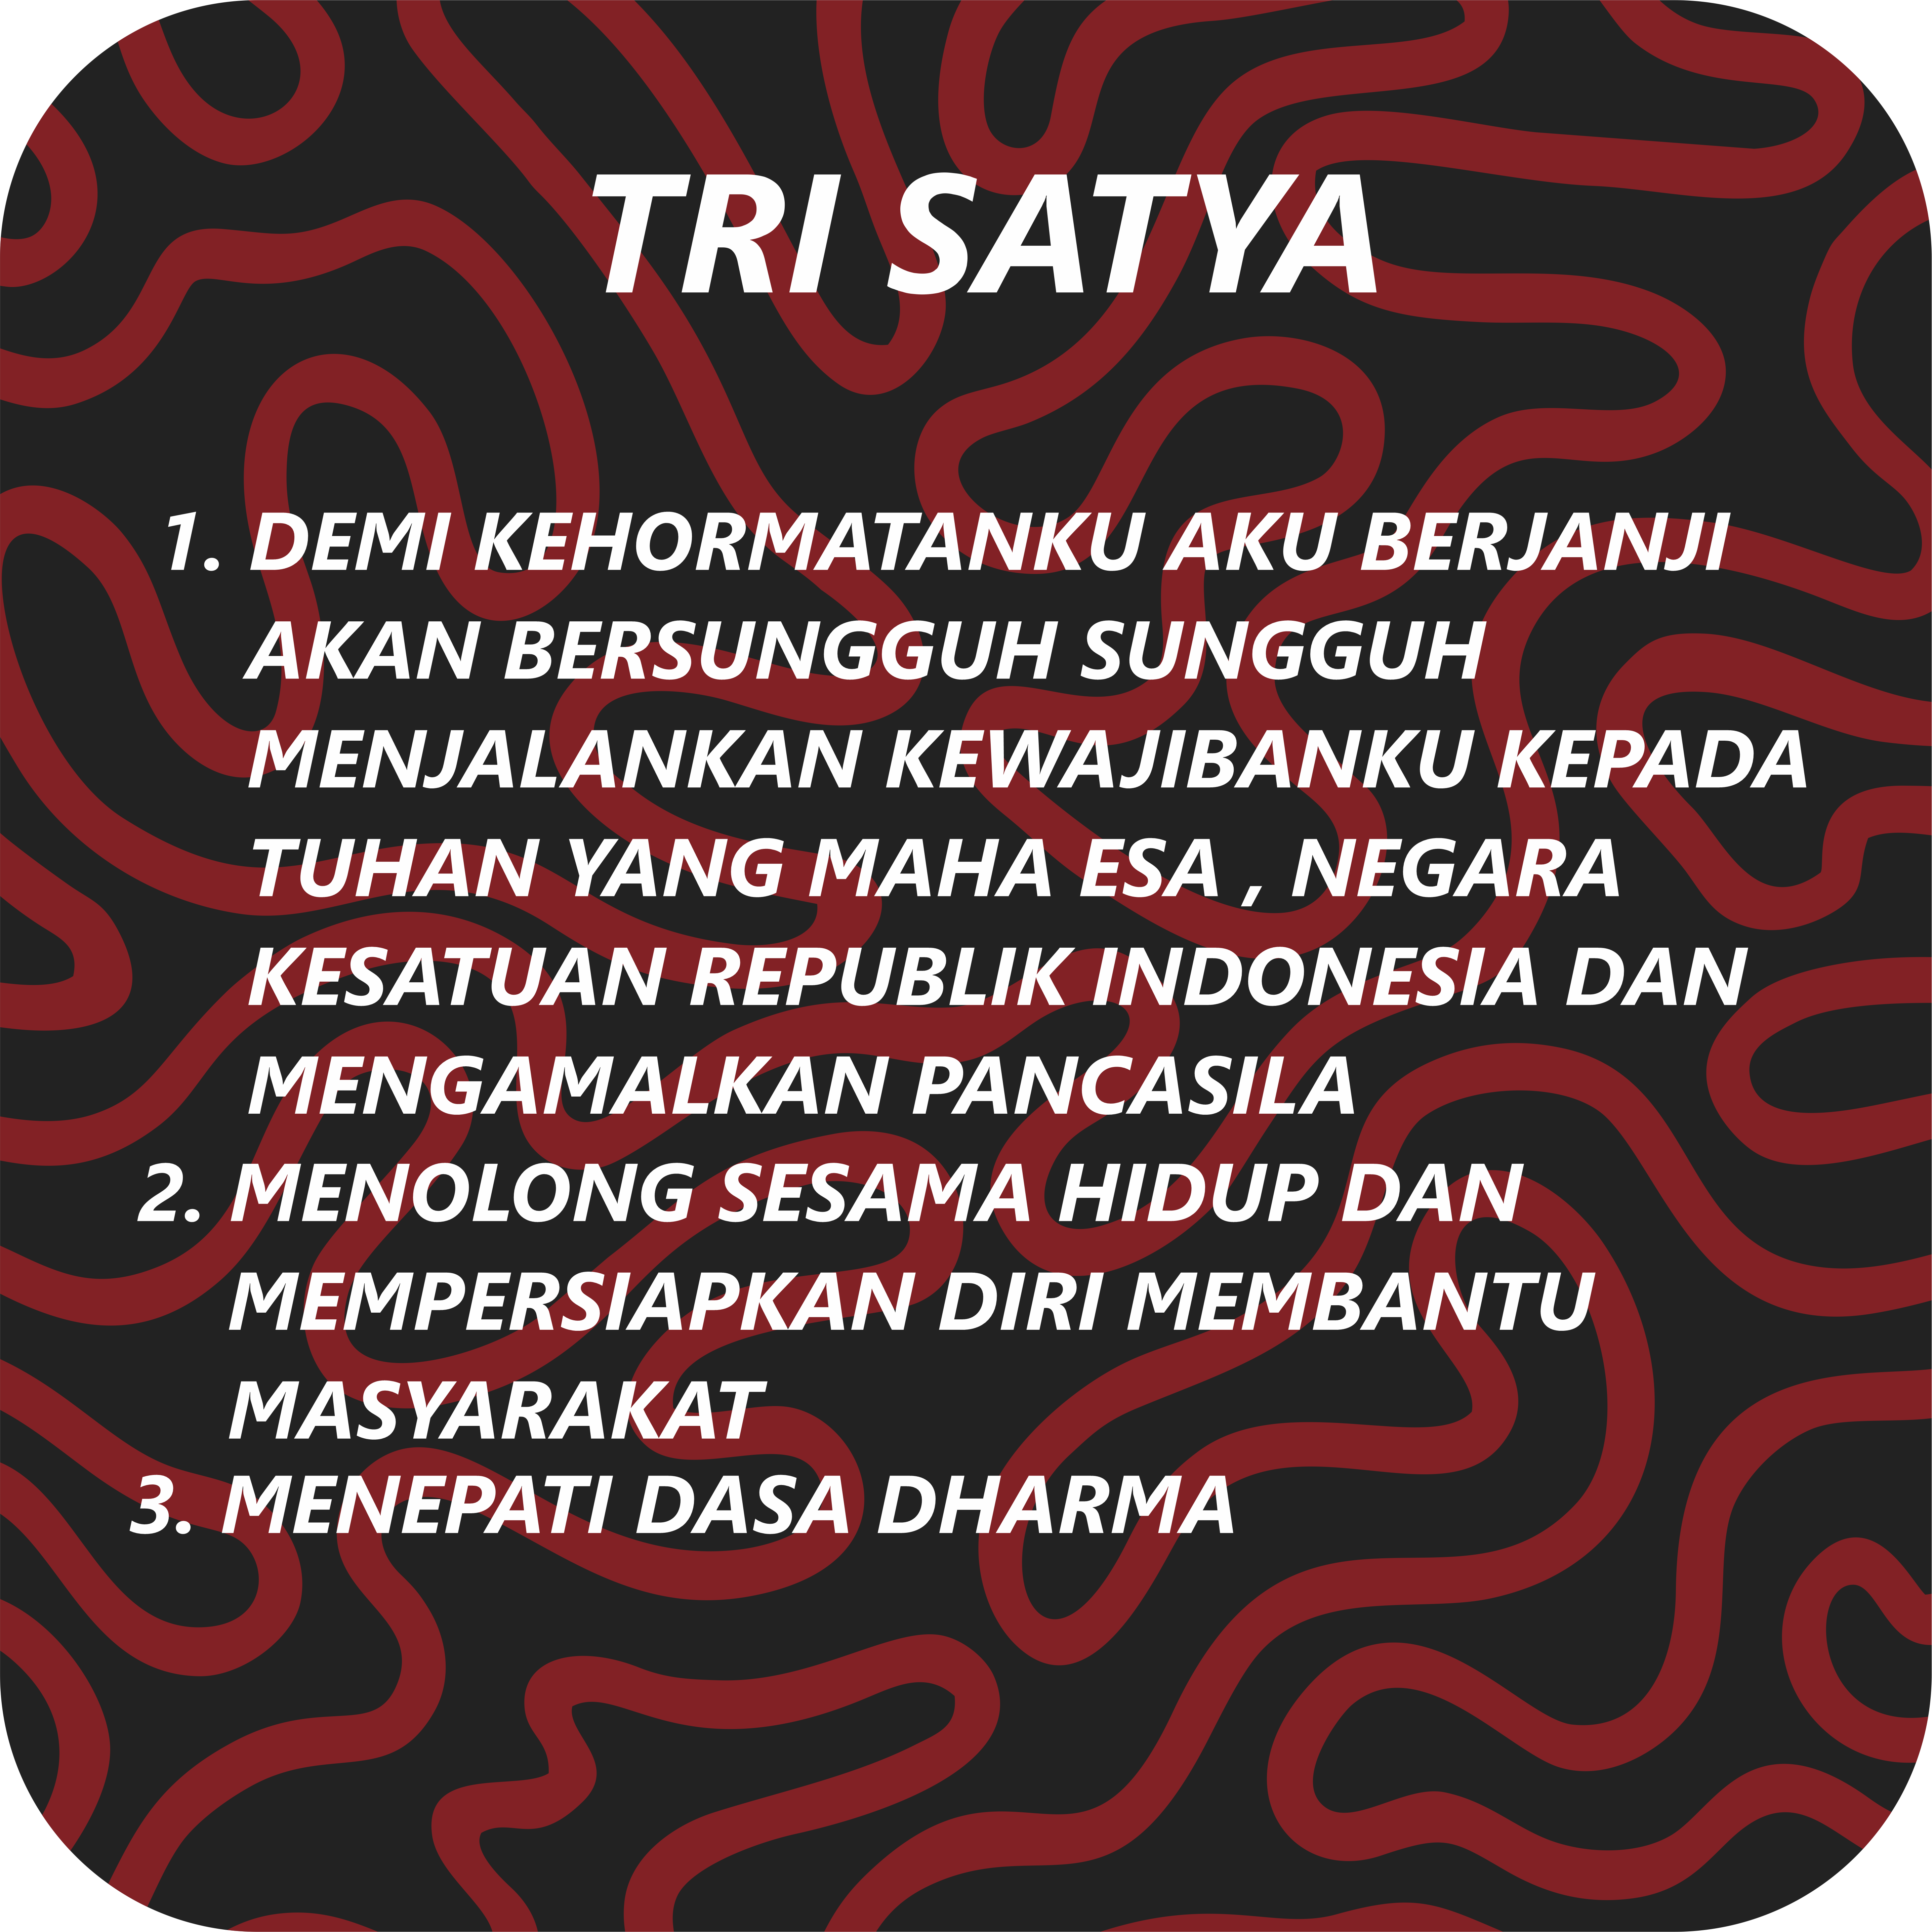 TRI SATYA
1. DEMI KEHORMATANKU AKU BERJANJI
AKAN BERSUNGGUH SUNGGUH
MENJALANKAN KEWAJIBANKU KEPADA
TUHAN YANG MAHA ESA , NEGARA
KESATUAN REPUBLIK INDONESIA DAN
MENGAMALKAN PANCASILA
2. MENOLONG SESAMA HIDUP DAN
MEMPERSIAPKAN DIRI MEMBANTU
MASYARAKAT
3. MENEPATI DASA DHARMA